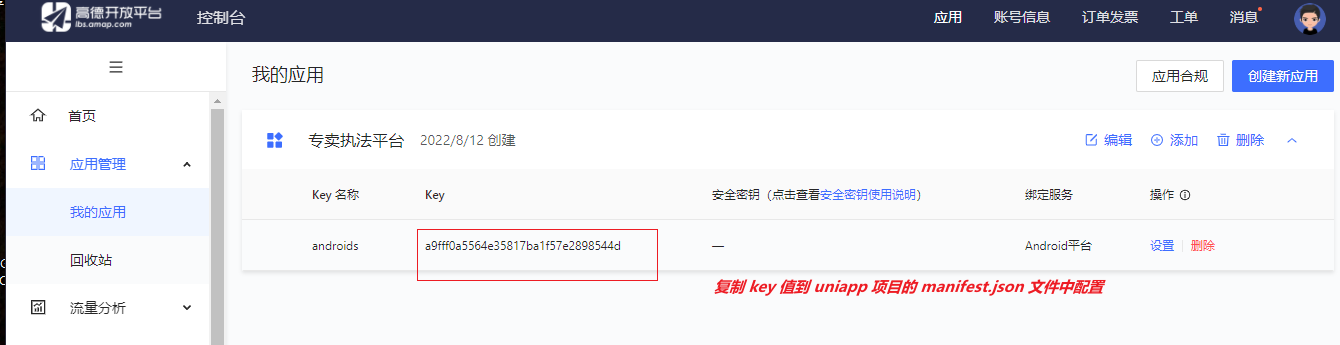 高德开放平台 控制台 应用 账号信息 订单发票 工单 消息
lbs.amap.com
我的应用 应用合规 创建新应用
首页
专卖执法平台 2022/8/12 创建 编辑 添加 删除
应用管理
Key 名称 Key 安全密钥（点击查看安全密钥使用说明） 绑定服务 操作
我的应用
androids a9fff0a5564e35817ba1f57e2898544d — Android平台 设置 删除
回收站
复制 key 值到 uniapp 项目的 manifest.json 文件中配置
流量分析